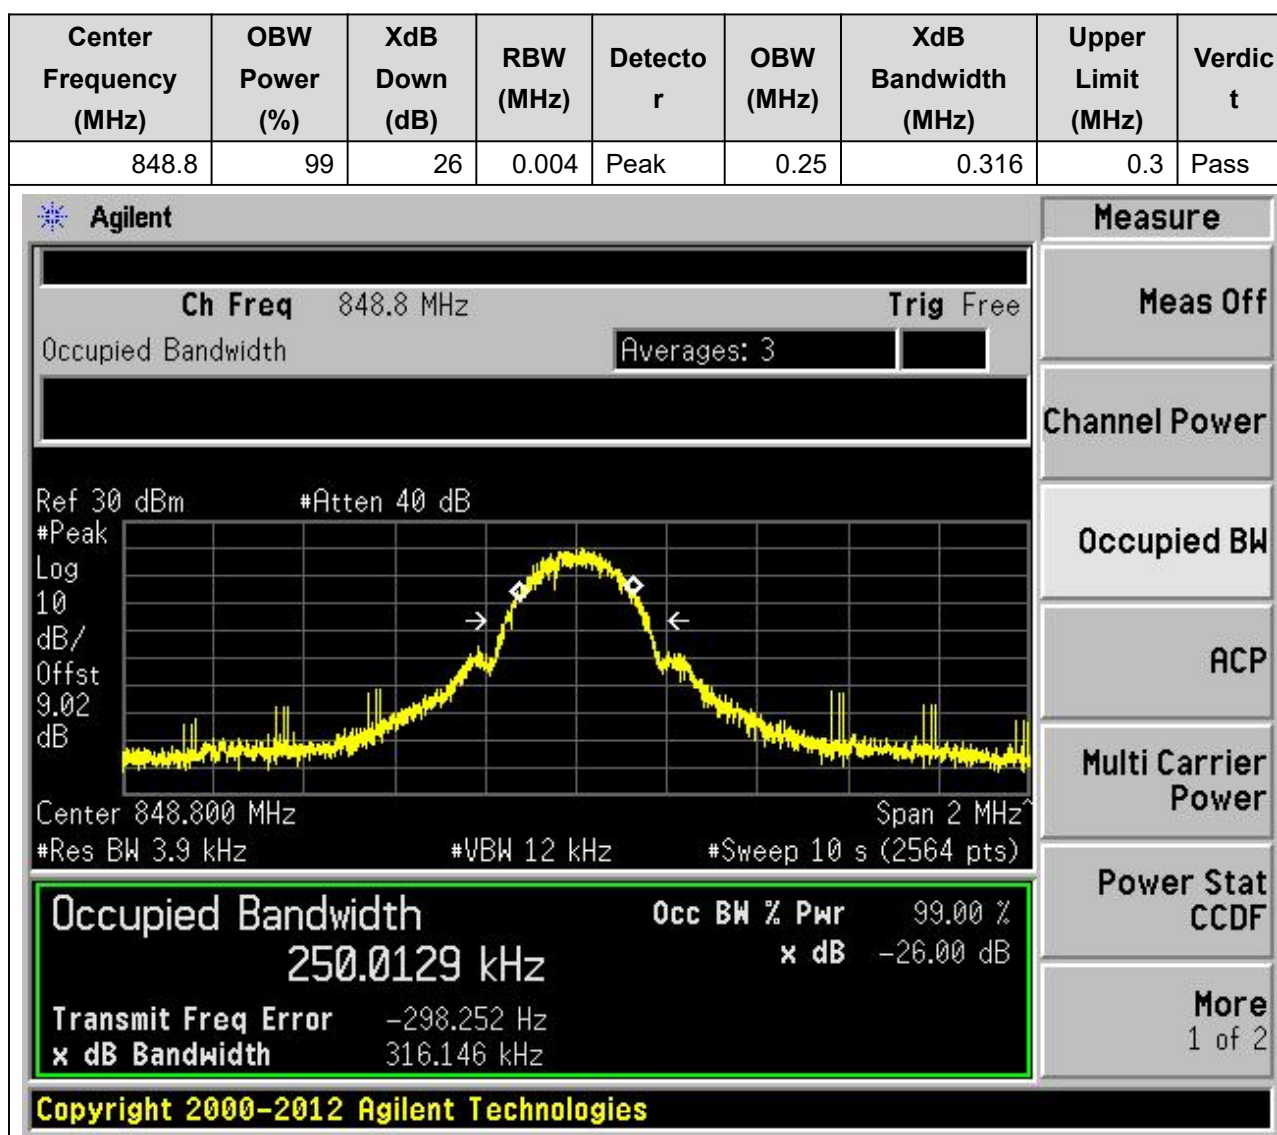 Center Frequency (MHz) OBW Power (%) XdB Down (dB) RBW (MHz) Detector OBW (MHz) XdB Bandwidth (MHz) Upper Limit (MHz) Verdict
848.8 99 26 0.004 Peak 0.25 0.316 0.3 Pass
Agilent
Ch Freq 848.8 MHz Trig Free
Occupied Bandwidth Averages: 3
Ref 30 dBm #Atten 40 dB
#Peak
Log
10
dB/
Offst
9.02
dB
Center 848.800 MHz Span 2 MHz^
#Res BW 3.9 kHz #VBW 12 kHz #Sweep 10 s (2564 pts)
Occupied Bandwidth Occ BW % Pwr 99.00 %
250.0129 kHz x dB -26.00 dB
Transmit Freq Error -298.252 Hz
x dB Bandwidth 316.146 kHz
Copyright 2000-2012 Agilent Technologies
Measure
Meas Off
Channel Power
Occupied BW
ACP
Multi Carrier
Power
Power Stat
CCDF
More
1 of 2